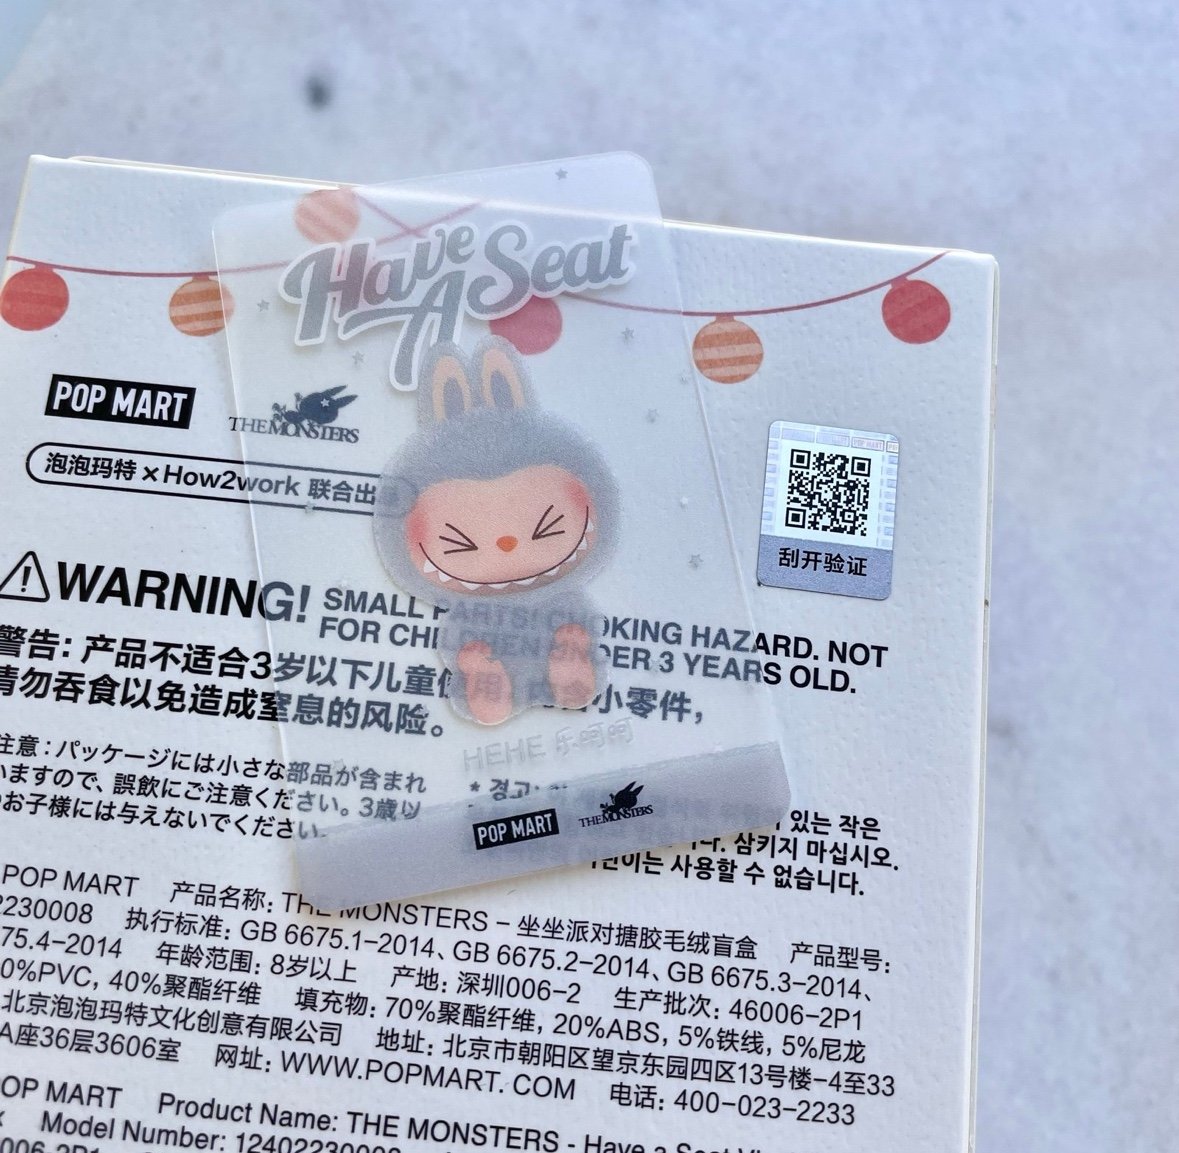 Have
A Seat
POP MART
THE MONSTERS
泡泡玛特×How2work 联合出
刮开验证
WARNING! SMALL PARTS! CHOKING HAZARD. NOT
FOR CHILDREN UNDER 3 YEARS OLD.
警告: 产品不适合3岁以下儿童使用, 内含小零件,
请勿吞食以免造成窒息的风险。
HEHE 乐呵呵
注意：パッケージには小さな部品が含まれ
いますので、誤飲にご注意ください。3歳以
お子様には与えないでください。
* 경고:
있는 작은
삼키지 마십시오.
어린이는 사용할 수 없습니다.
POP MART
THE MONSTERS
POP MART 产品名称: THE MONSTERS – 坐坐派对搪胶毛绒盲盒 产品型号:
2230008 执行标准: GB 6675.1–2014、GB 6675.2–2014、GB 6675.3–2014、
75.4–2014 年龄范围: 8岁以上 产地: 深圳006–2 生产批次: 46006–2P1
0%PVC, 40%聚酯纤维 填充物: 70%聚酯纤维, 20%ABS, 5%铁线, 5%尼龙
北京泡泡玛特文化创意有限公司 地址: 北京市朝阳区望京东园四区13号楼–4至33
A座36层3606室 网址: WWW.POPMART.COM 电话: 400–023–2233
OP MART Product Name: THE MONSTERS - Have a Seat
Model Number: 12402230008
006-2P1